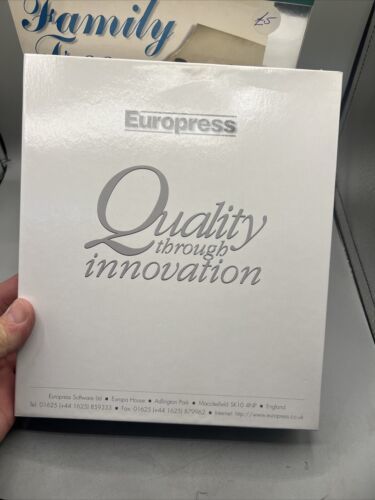 Family
Tree
£5
Europress
Quality
through
innovation
Europress Software Ltd ■ Europa House ■ Adlington Park ■ Macclesfield SK10 4NP ■ England
Tel: 01625 (+44 1625) 859333 ■ Fax: 01625 (+44 1625) 879962 ■ Internet: http://www.europress.co.uk